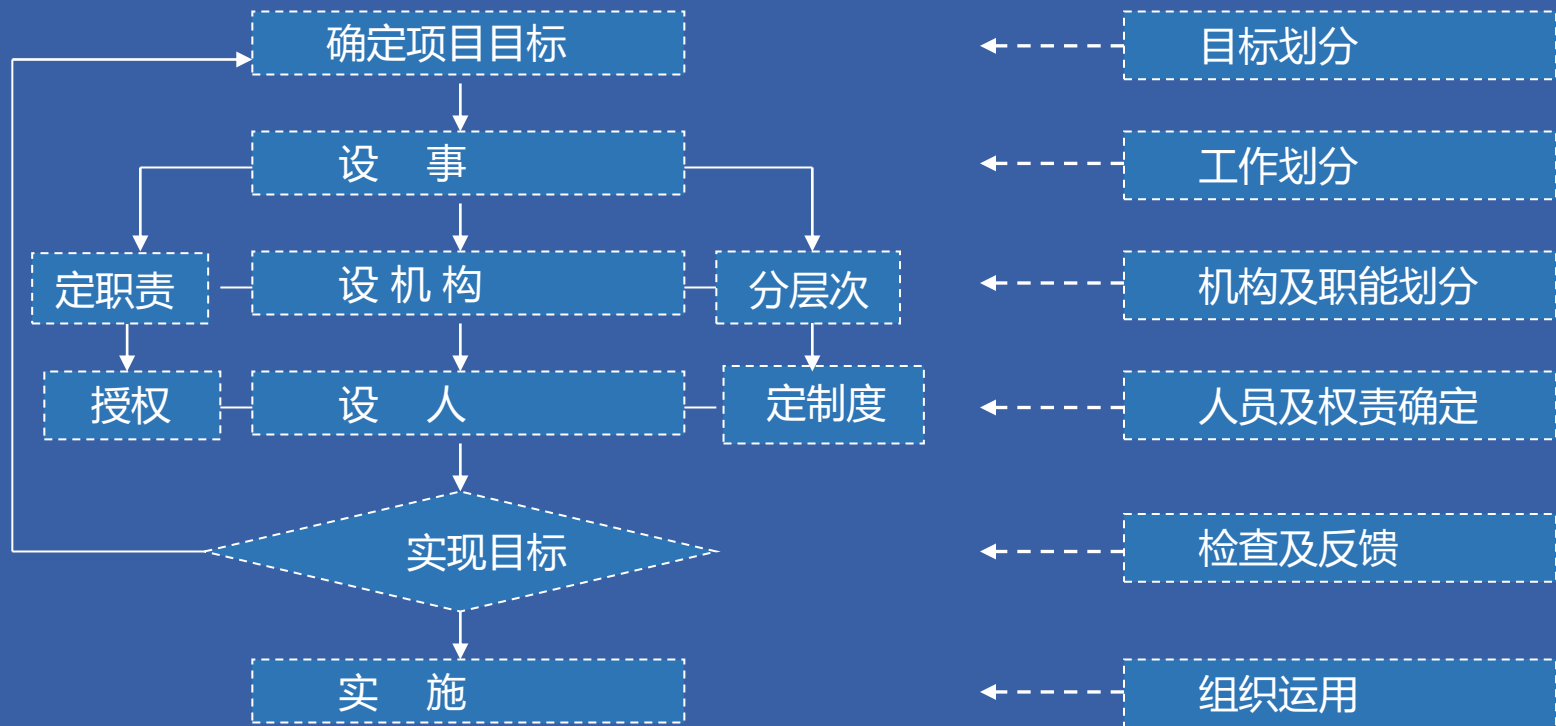 确定项目目标
目标划分
设 事
工作划分
定职责
设机构
分层次
机构及职能划分
授权
设 人
定制度
人员及权责确定
实现目标
检查及反馈
实 施
组织运用